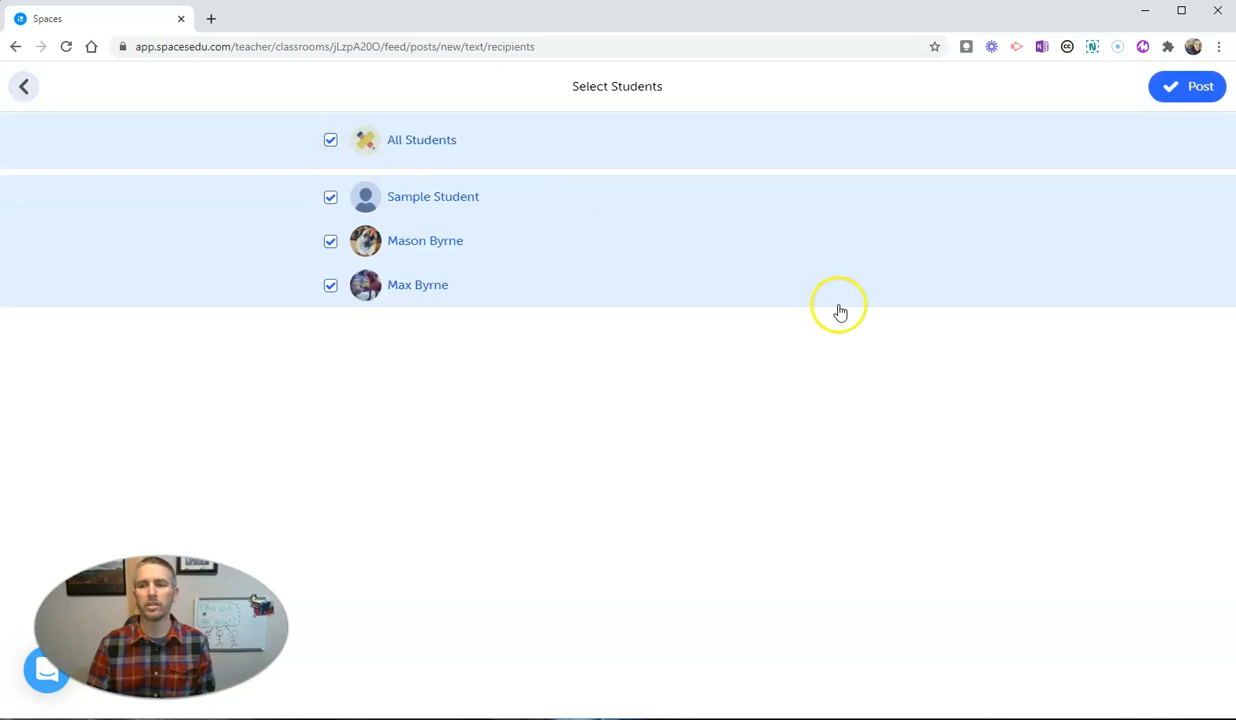 Spaces
app.spacesedu.com/teacher/classrooms/jLzpA20O/feed/posts/new/text/recipients
Select Students
Post
All Students
Sample Student
Mason Byrne
Max Byrne